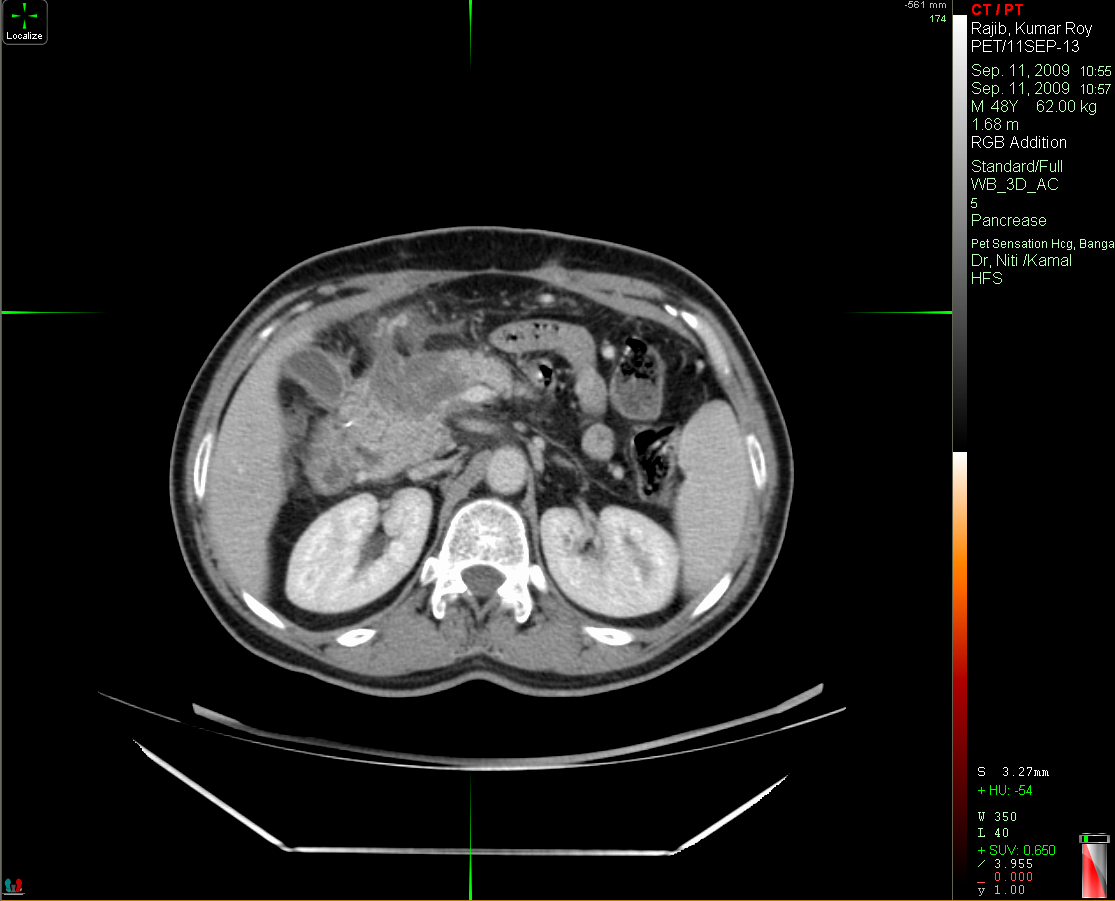 Localize
-561 mm
174
CT / PT
Rajib, Kumar Roy
PET/11SEP-13
Sep. 11, 2009 10:55
Sep. 11, 2009 10:57
M 48Y 62.00 kg
1.68 m
RGB Addition
Standard/Full
WB_3D_AC
5
Pancrease
Pet Sensation Hcg, Banga
Dr, Niti /Kamal
HFS
S 3.27mm
+ HU: -54
W 350
L 40
+ SUV: 0.650
⁄ 3.955
_ 0.000
y 1.00